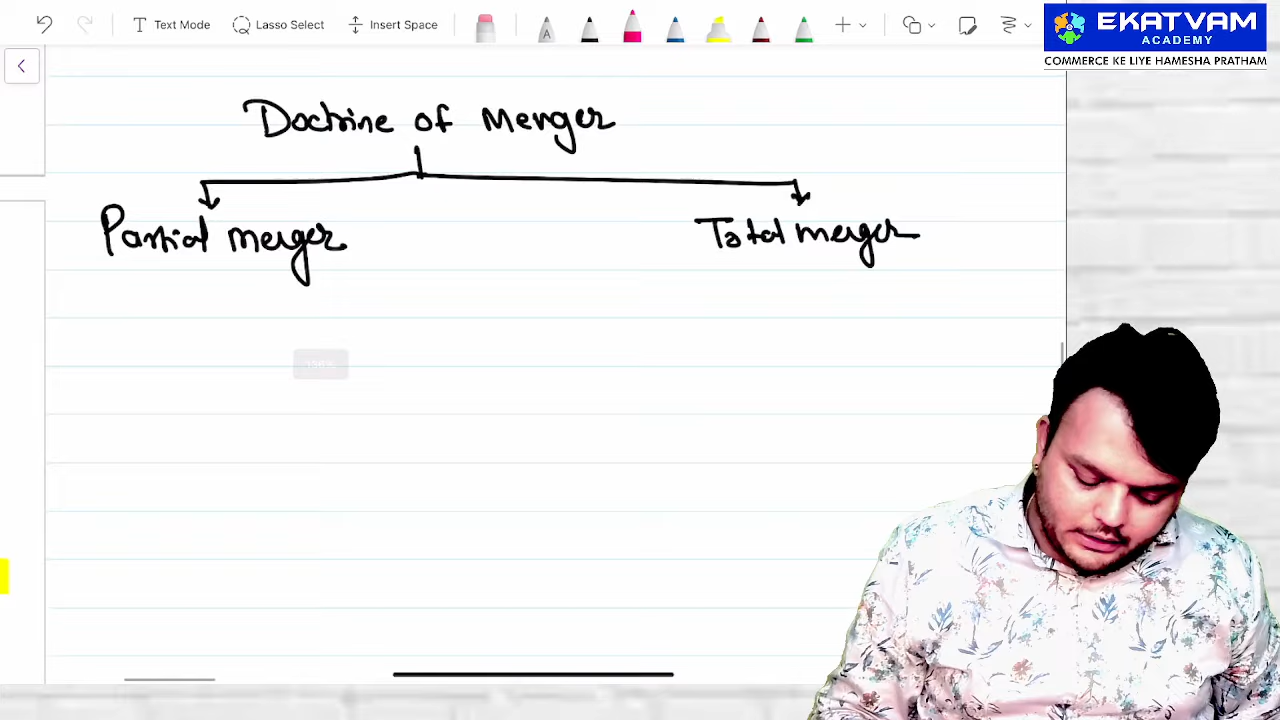 Text Mode Lasso Select Insert Space
A
EKATVAM
ACADEMY
COMMERCE KE LIYE HAMESHA PRATHAM
Doctrine of Merger
Partial merger Total merger